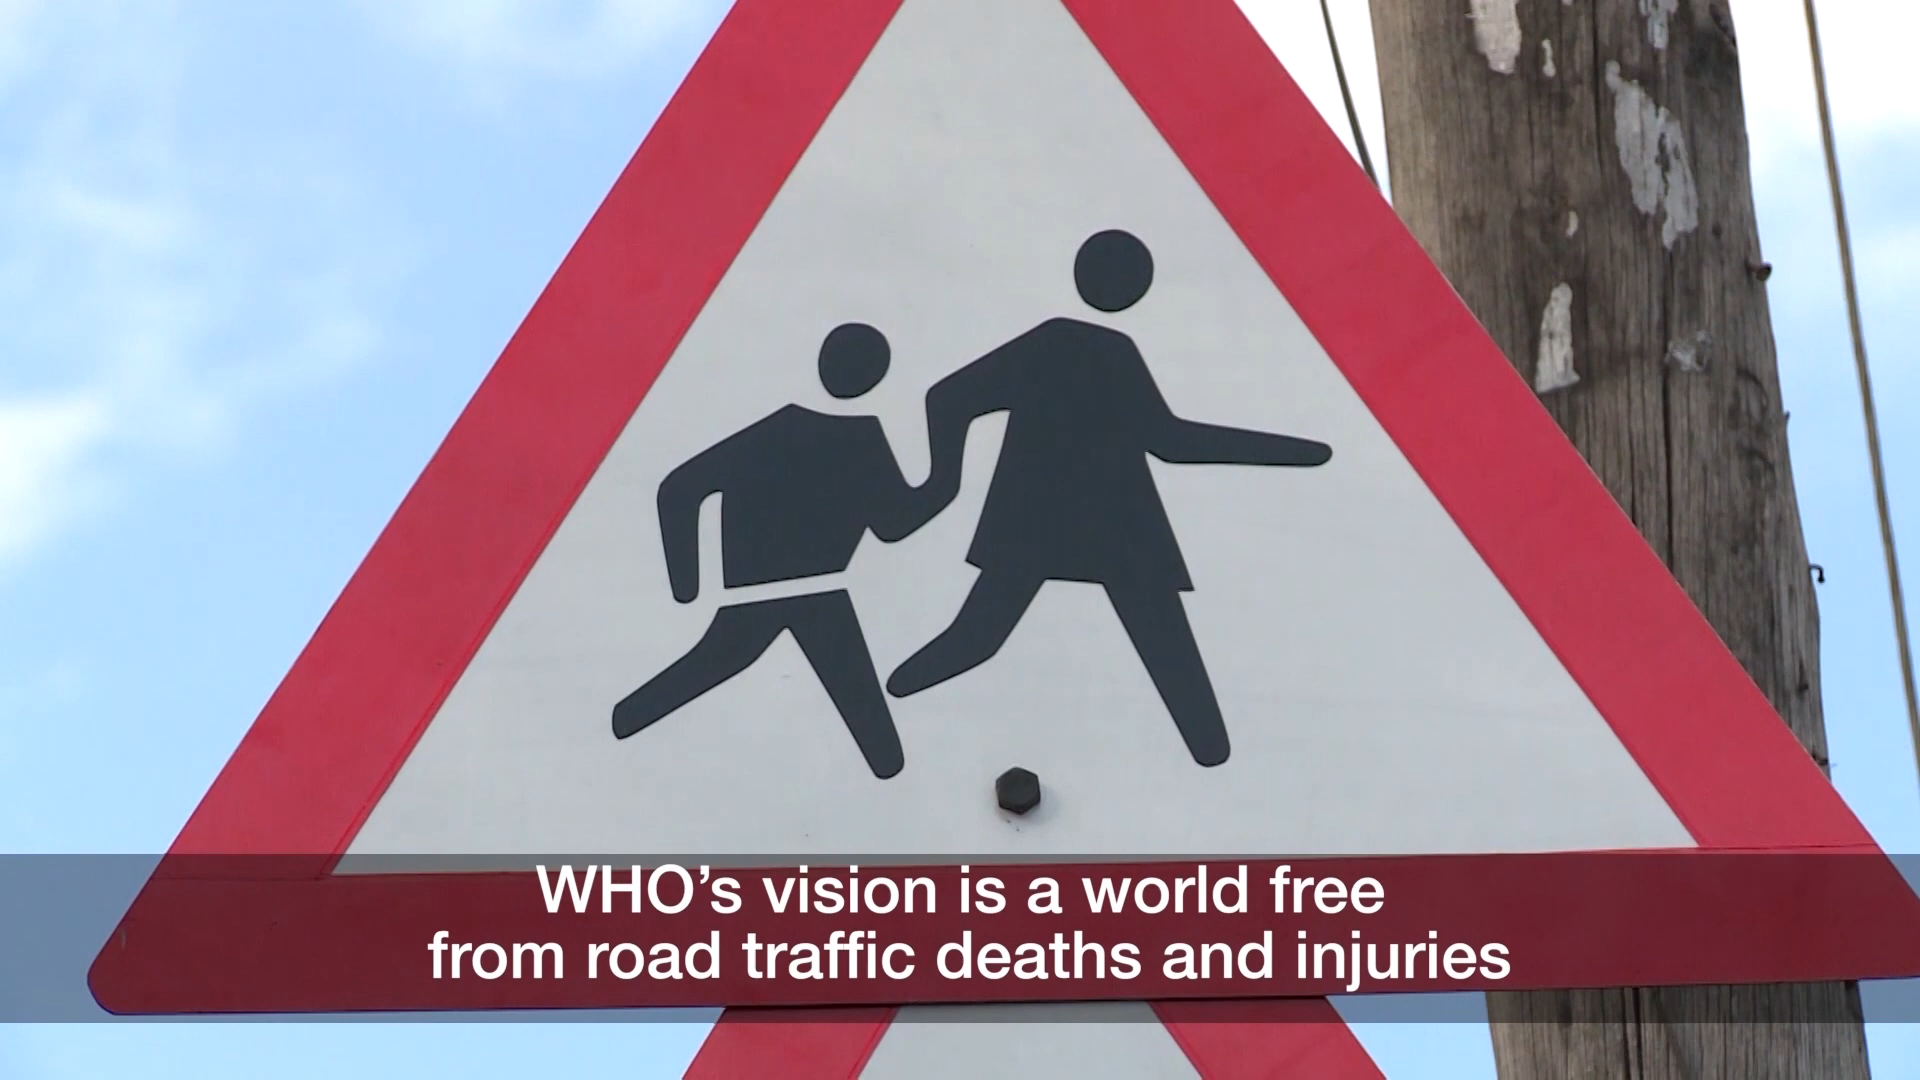 WHO’s vision is a world free
from road traffic deaths and injuries